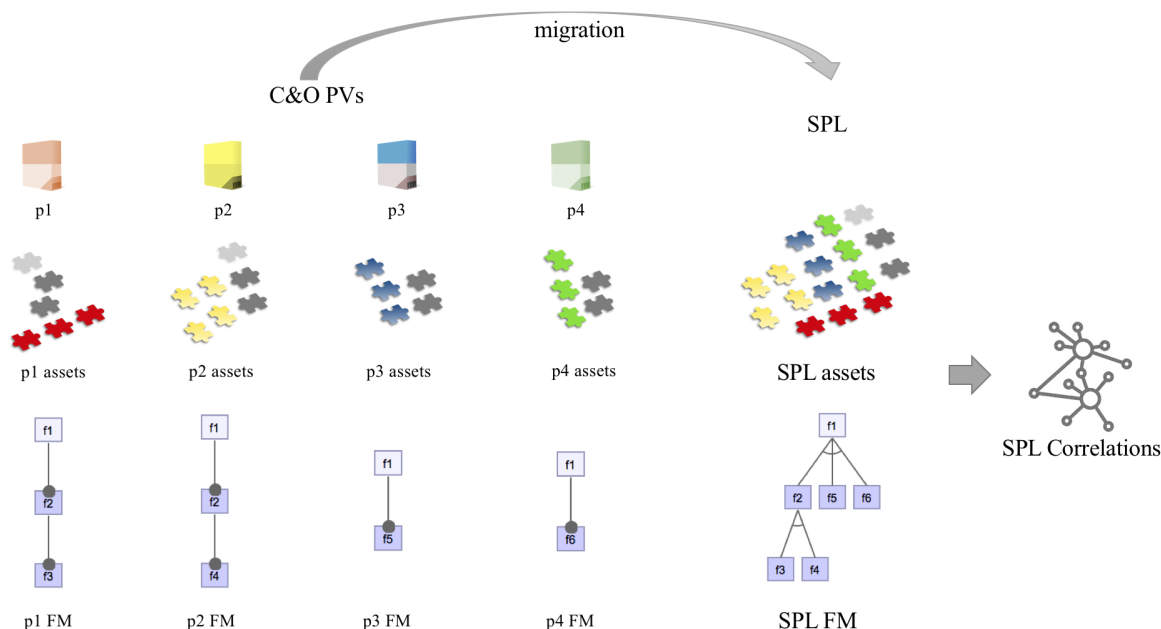 migration
C&O PVs
SPL
p1
p2
p3
p4
p1 assets
p2 assets
p3 assets
p4 assets
SPL assets
SPL Correlations
f1
f2
f3
f1
f2
f4
f1
f5
f1
f6
f1
f2
f5
f6
f3
f4
p1 FM
p2 FM
p3 FM
p4 FM
SPL FM